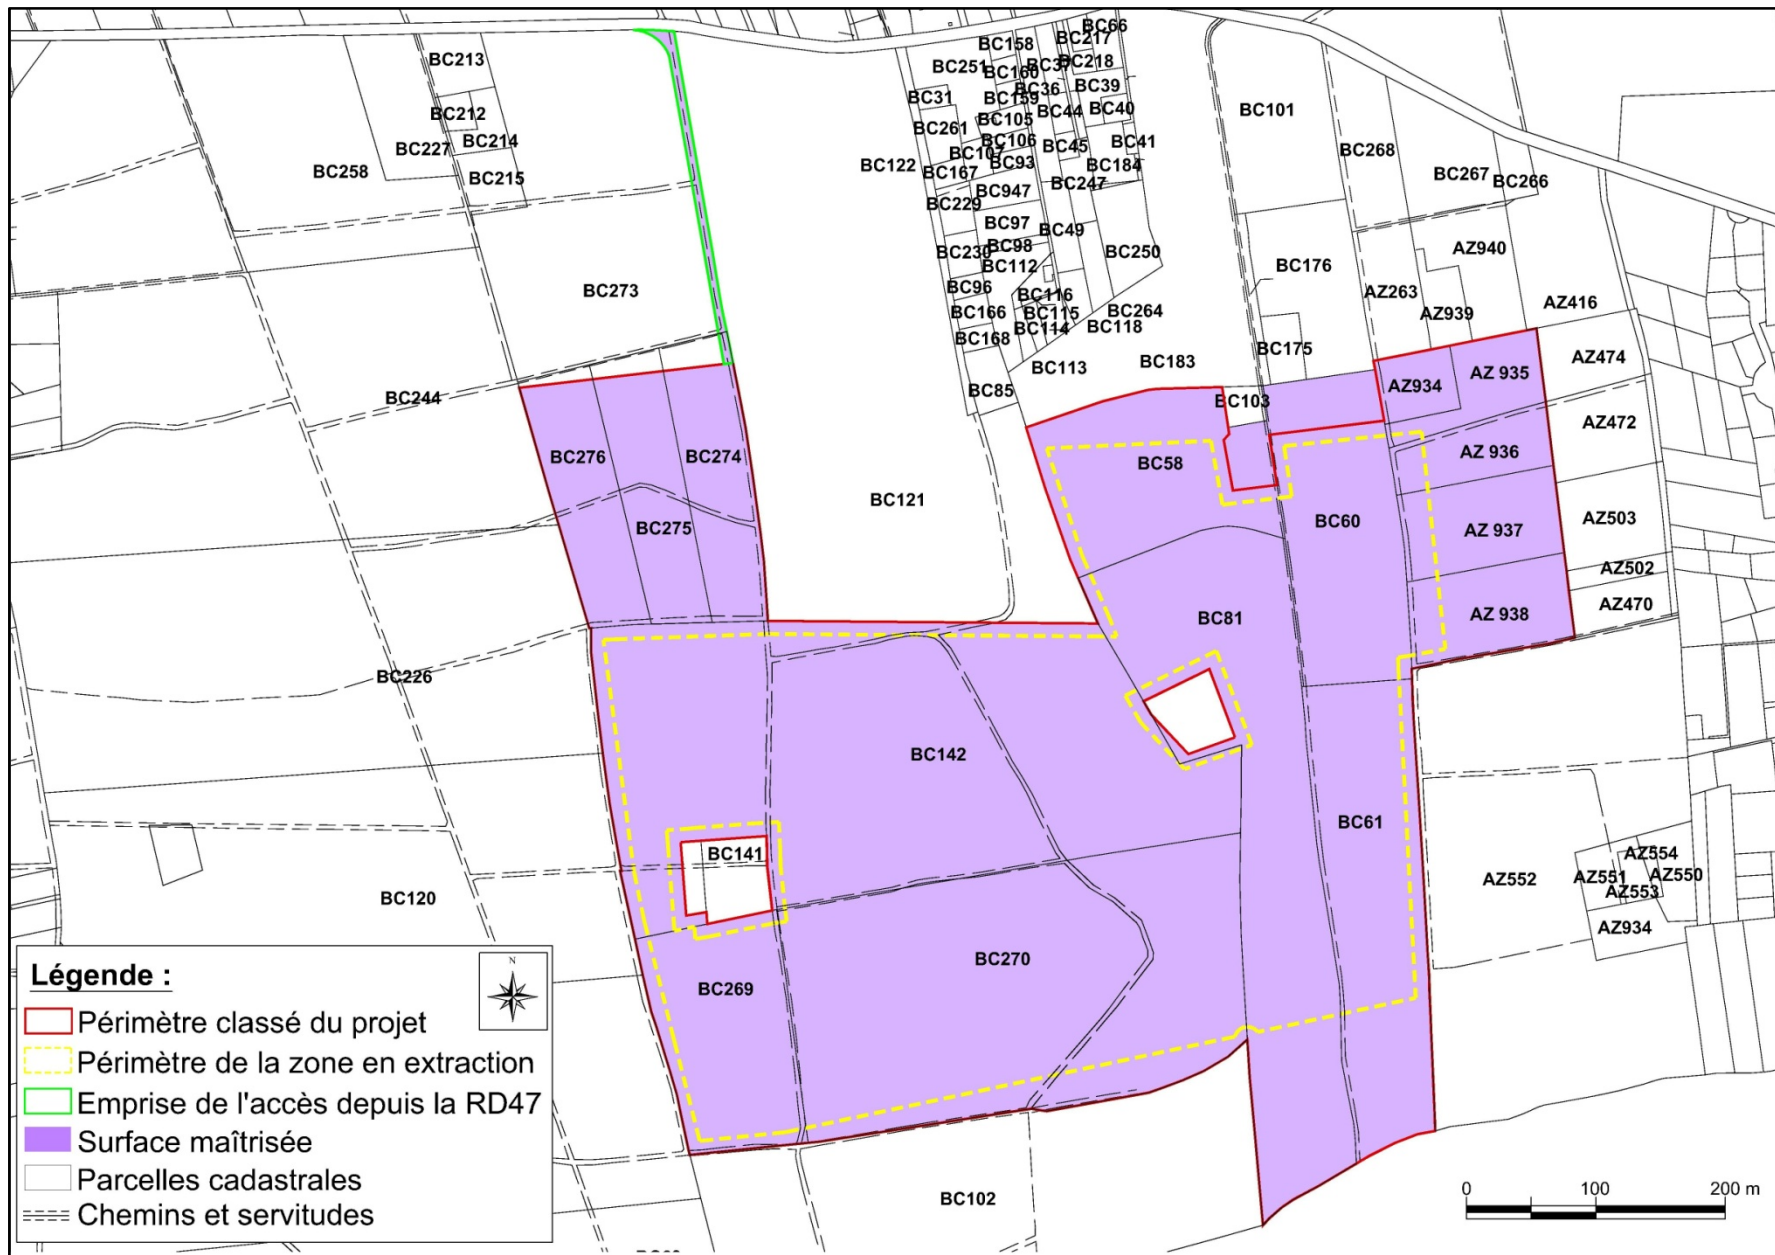 BC66
BC217
BC158
BC213
BC251
BC37
BC218
BC160
BC36
BC39
BC31
BC159
BC212
BC44
BC40
BC101
BC105
BC261
BC214
BC106
BC41
BC227
BC107
BC45
BC268
BC258
BC122
BC93
BC184
BC215
BC167
BC267
BC266
BC247
BC947
BC229
BC97
BC49
BC98
BC230
BC250
AZ940
BC112
BC176
BC273
BC96
BC116
AZ263
AZ416
BC166
BC115
BC264
AZ939
BC114
BC118
BC168
BC175
BC113
BC183
AZ474
AZ 935
BC85
AZ934
BC244
BC103
AZ472
BC276
BC274
BC58
AZ 936
BC121
BC275
BC60
AZ 937
AZ503
AZ502
AZ470
BC81
AZ 938
BC226
BC142
BC61
BC141
AZ554
AZ552
AZ551
AZ550
AZ553
BC120
AZ934
BC270
BC269
BC102
Légende :
N
Périmètre classé du projet
Périmètre de la zone en extraction
Emprise de l'accès depuis la RD47
Surface maîtrisée
Parcelles cadastrales
Chemins et servitudes
0 100 200 m